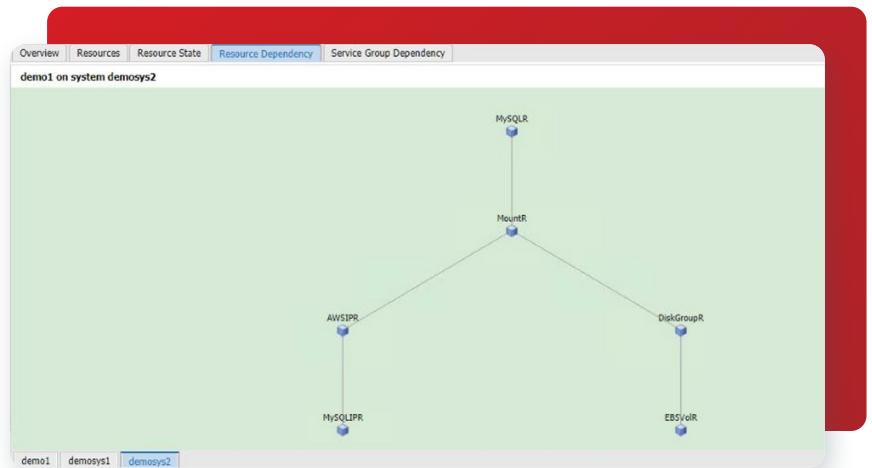 Overview Resources Resource State Resource Dependency Service Group Dependency
demo1 on system demosys2
MySQLR
MountR
AWSIPR DiskGroupR
MySQLIPR EBSVolR
demo1 demosys1 demosys2